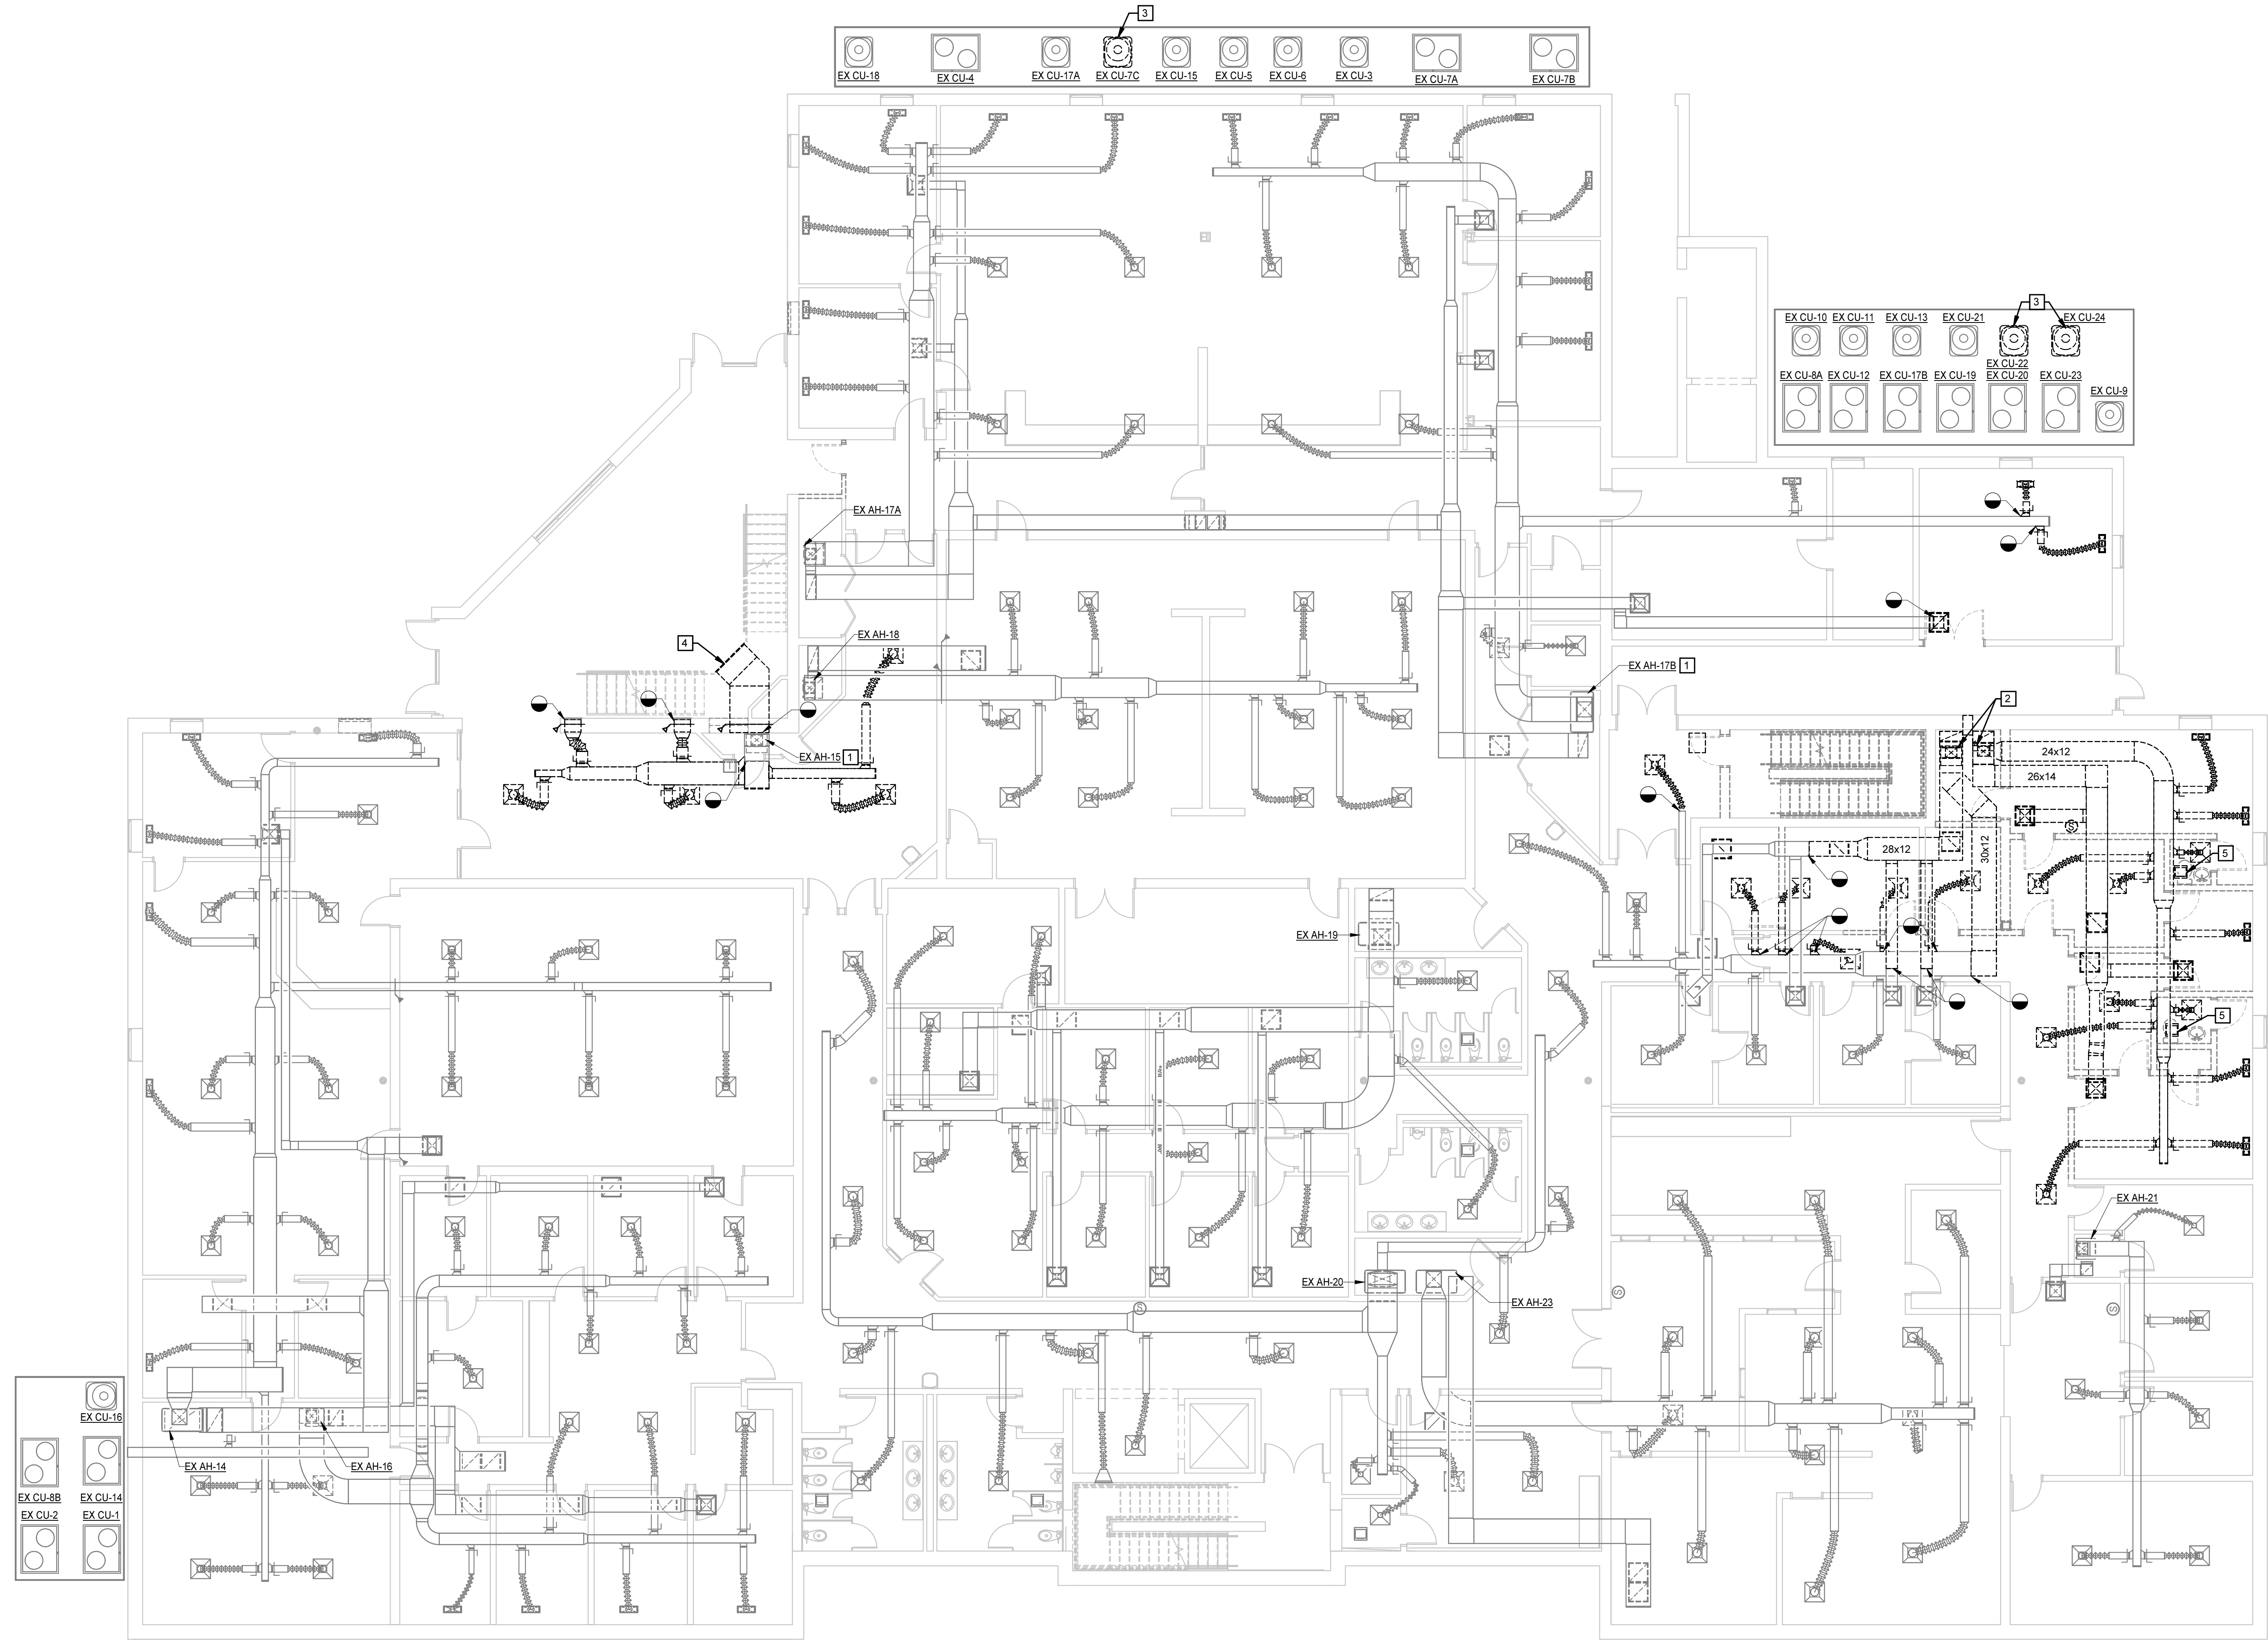 3
EX CU-18
EX CU-4
EX CU-17A
EX CU-7C
EX CU-15
EX CU-5
EX CU-6
EX CU-3
EX CU-7A
EX CU-7B
3
EX CU-10
EX CU-11
EX CU-13
EX CU-21
EX CU-24
EX CU-22
EX CU-8A
EX CU-12
EX CU-17B
EX CU-19
EX CU-20
EX CU-23
EX CU-9
EX AH-17A
4
EX AH-18
EX AH-17B 1
2
EX AH-15 1
24x12
26x14
S
28x12
30x12
5
EX AH-19
5
EX AH-21
EX AH-20
EX AH-23
S
S
S
EX CU-16
EX AH-14
EX AH-16
EX CU-8B
EX CU-14
EX CU-2
EX CU-1